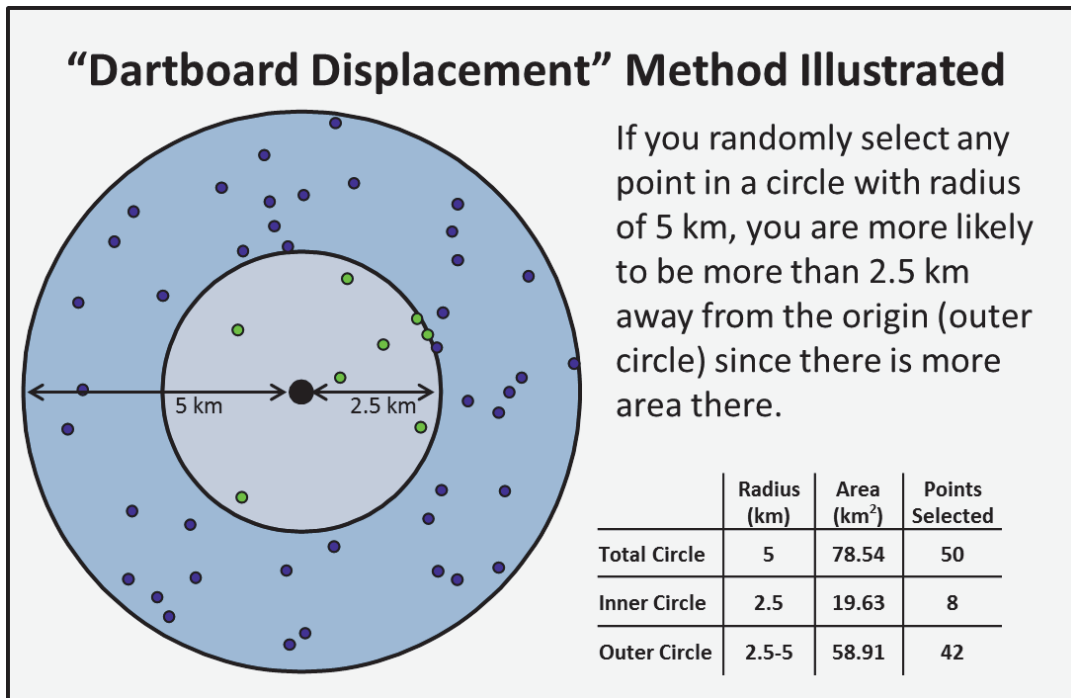 “Dartboard Displacement” Method Illustrated
If you randomly select any
point in a circle with radius
of 5 km, you are more likely
to be more than 2.5 km
away from the origin (outer
circle) since there is more
area there.
5 km
2.5 km
Radius (km) Area (km²) Points Selected
Total Circle 5 78.54 50
Inner Circle 2.5 19.63 8
Outer Circle 2.5-5 58.91 42